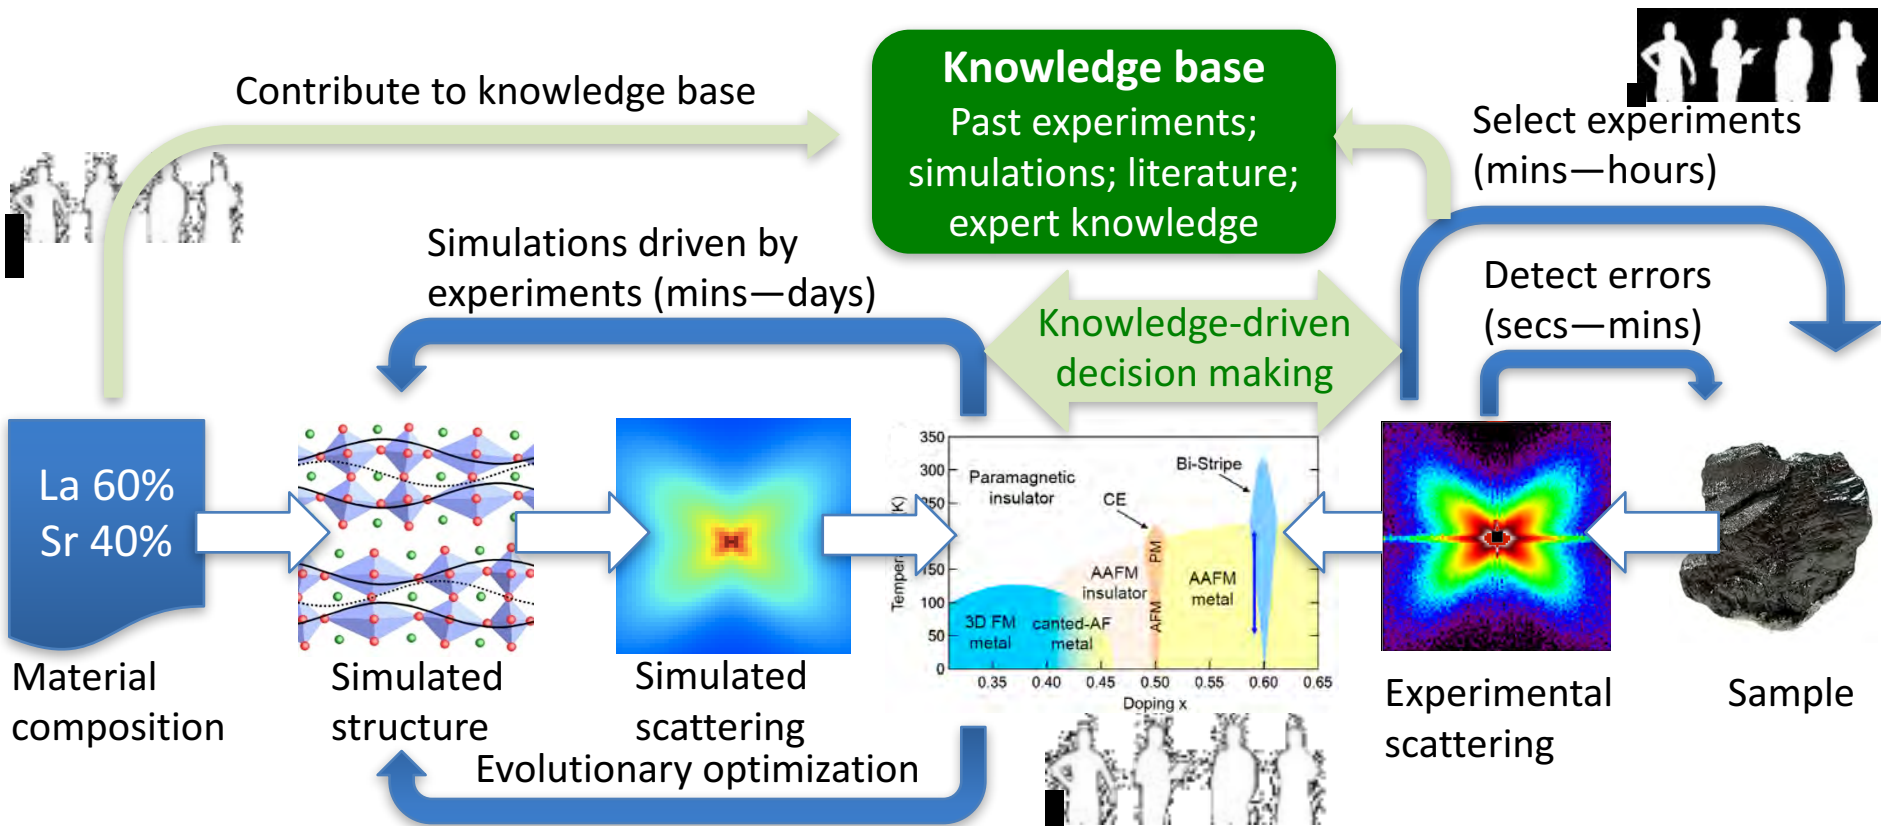 Knowledge base
Past experiments;
simulations; literature;
expert knowledge
Contribute to knowledge base
Select experiments
(mins—hours)
Simulations driven by
experiments (mins—days)
Detect errors
(secs—mins)
Knowledge-driven
decision making
La 60%
Sr 40%
350
300
250
150
100
50
0
(K)
Paramagnetic
insulator
Bi-Stripe
CE
PM
AFM
AAFM
insulator
AAFM
metal
3D FM
metal
canted-AF
metal
0.35
0.40
0.45
0.50
0.55
0.60
0.65
Doping x
Material
composition
Simulated
structure
Simulated
scattering
Experimental
scattering
Sample
Evolutionary optimization